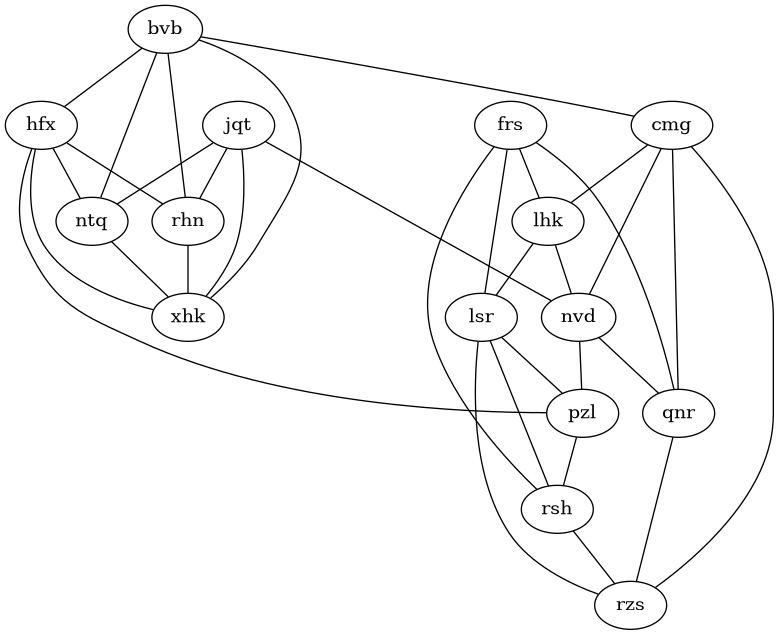 bvb
hfx
jqt
frs
cmg
ntq
rhn
lhk
xhk
lsr
nvd
pzl
qnr
rsh
rzs